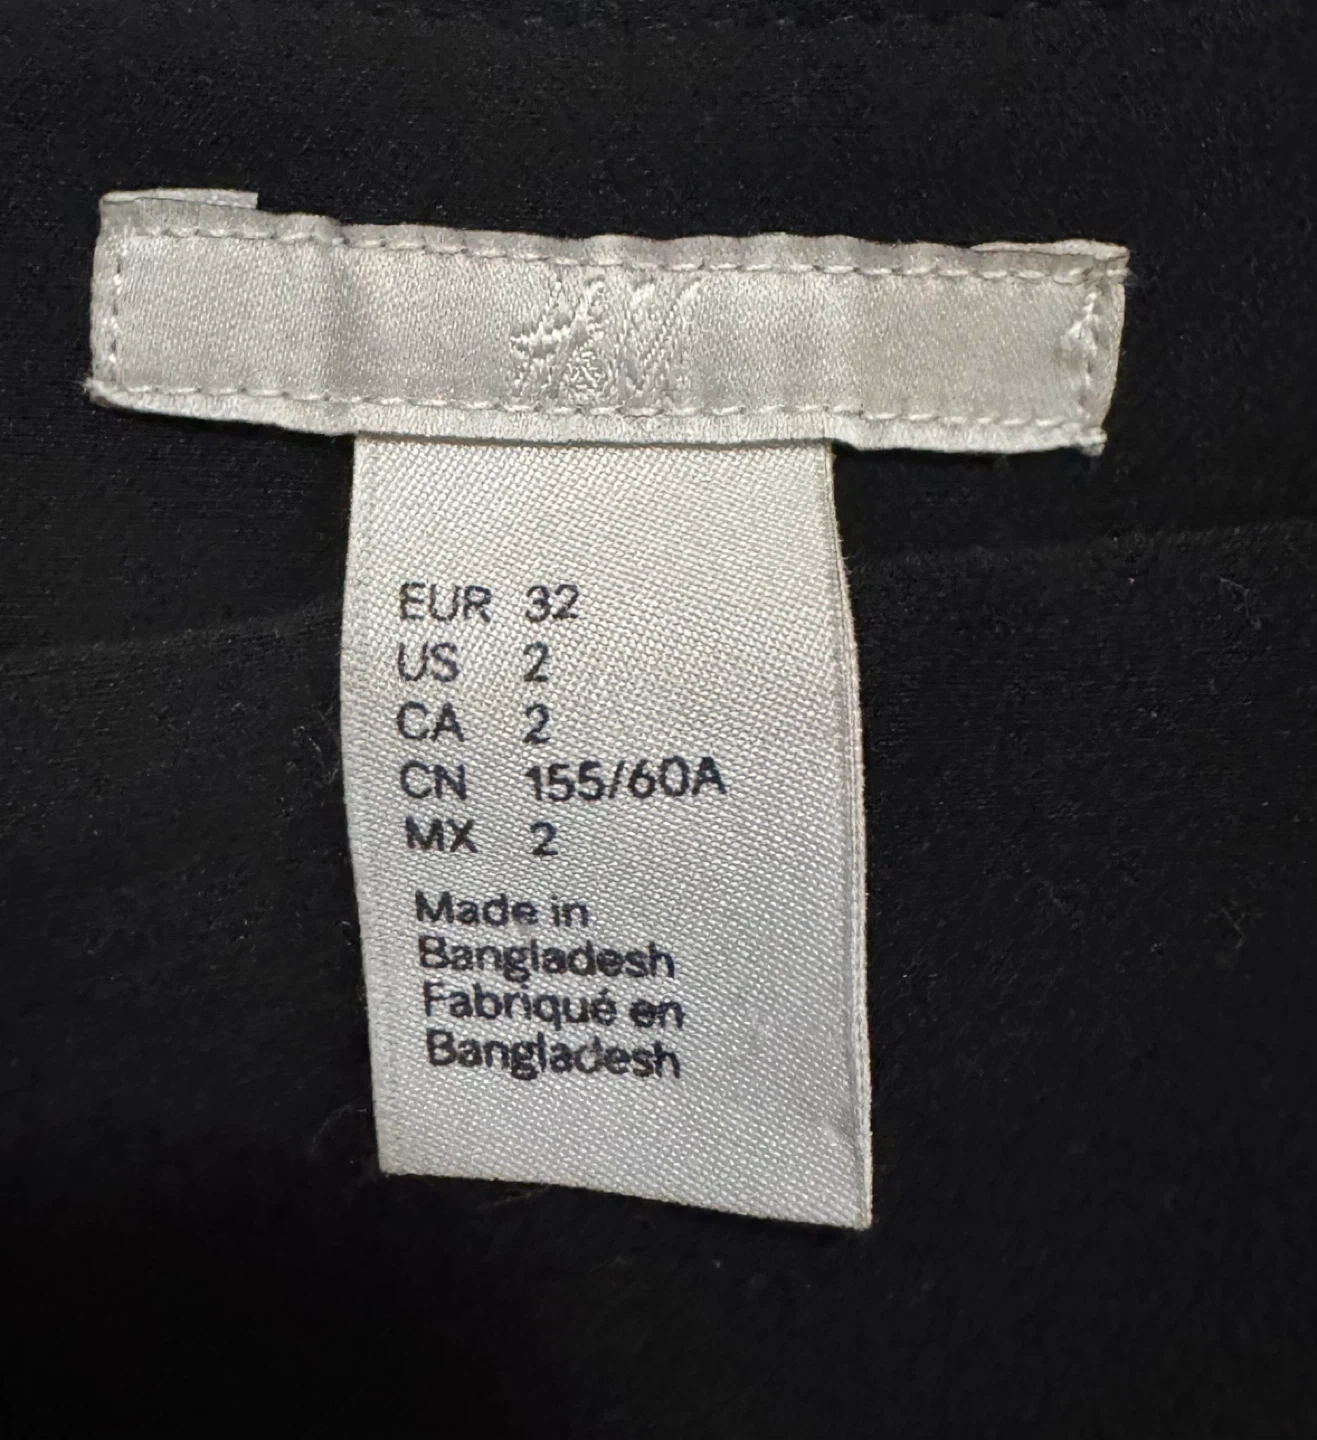 H&M
EUR 32
US 2
CA 2
CN 155/60A
MX 2
Made in
Bangladesh
Fabriqué en
Bangladesh